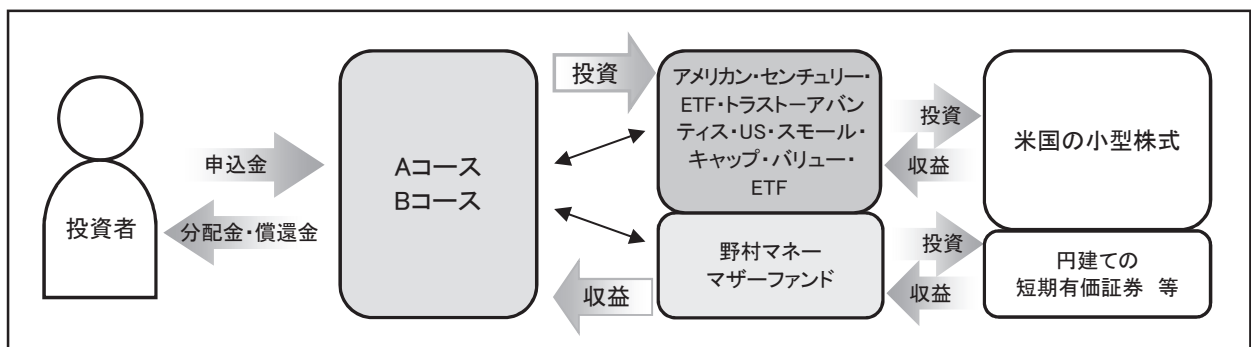 投資者
申込金
分配金・償還金
Aコース
Bコース
投資
収益
アメリカン・センチュリー・
ETF・トラストーアバン
ティス・US・スモール・
キャップ・バリュー・
ETF
野村マネー
マザーファンド
投資
収益
投資
収益
米国の小型株式
円建ての
短期有価証券 等